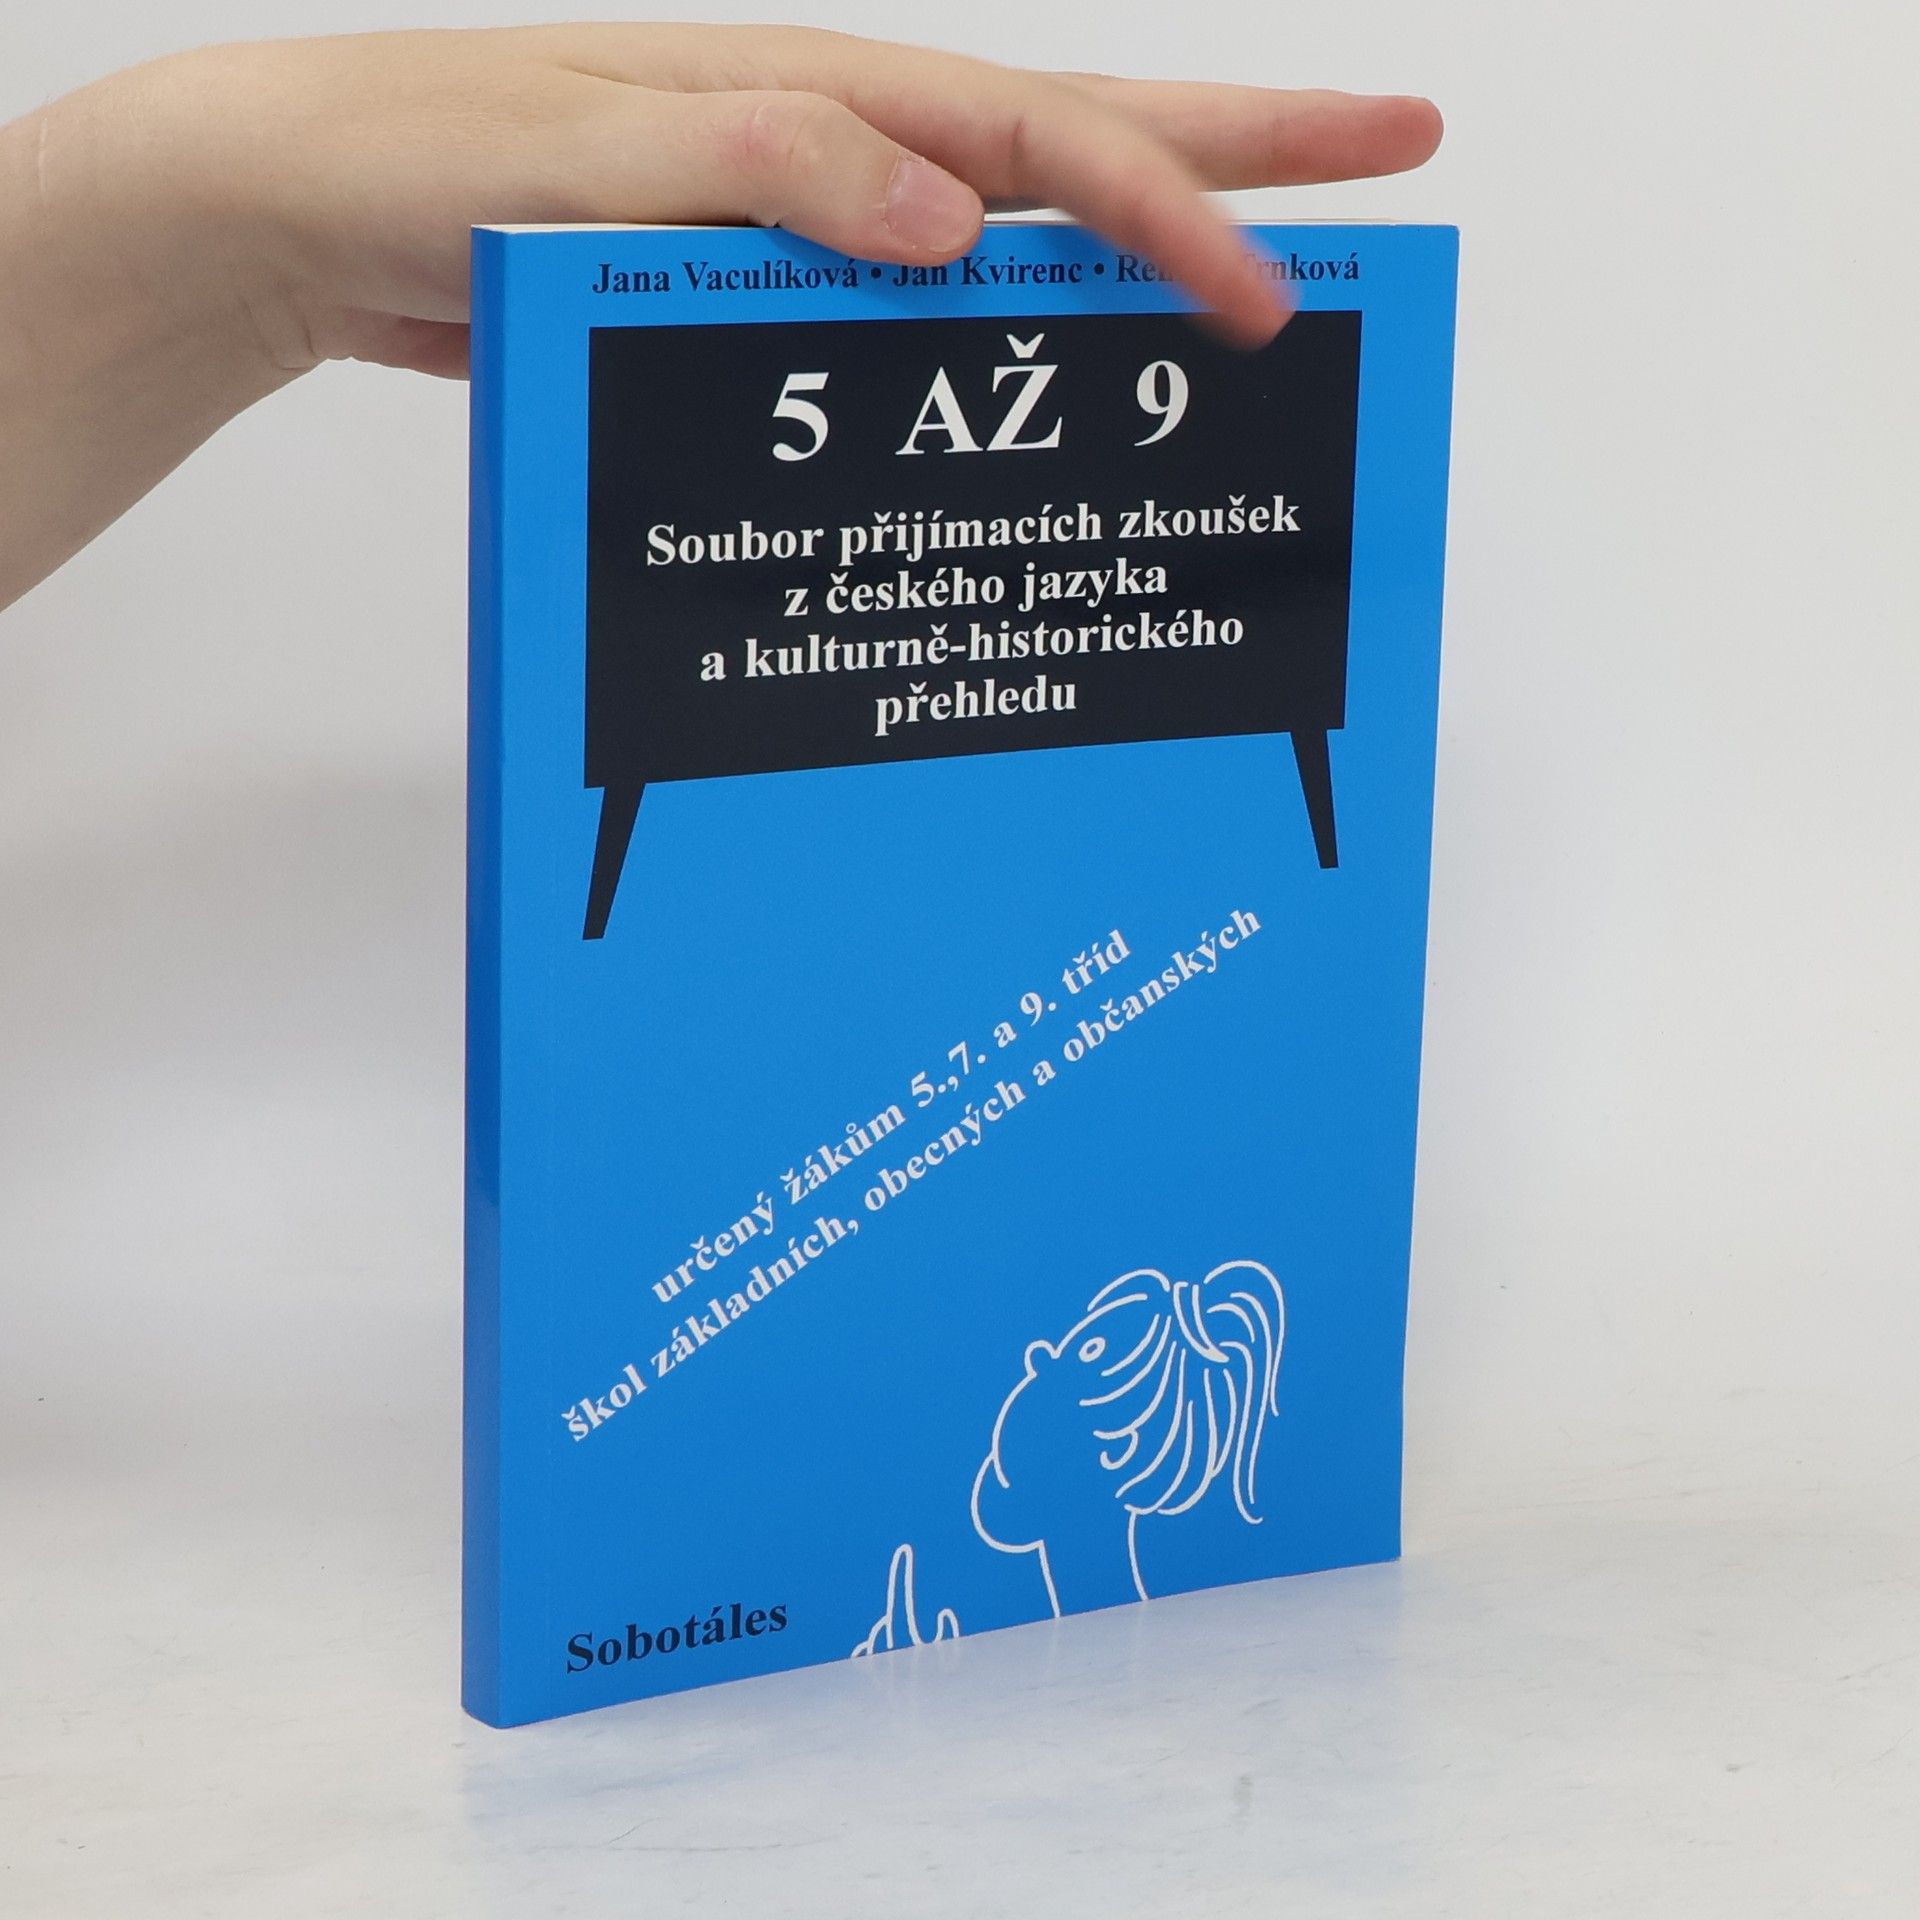 Jana Vaculíková • Jan Kvirenc • Trnková
5 AŽ 9
Soubor přijímacích zkoušek
z českého jazyka
a kulturně-historického
přehledu
určený žákům 5.,7. a 9. tříd
škol základních, obecných a občanských
Sobotáles